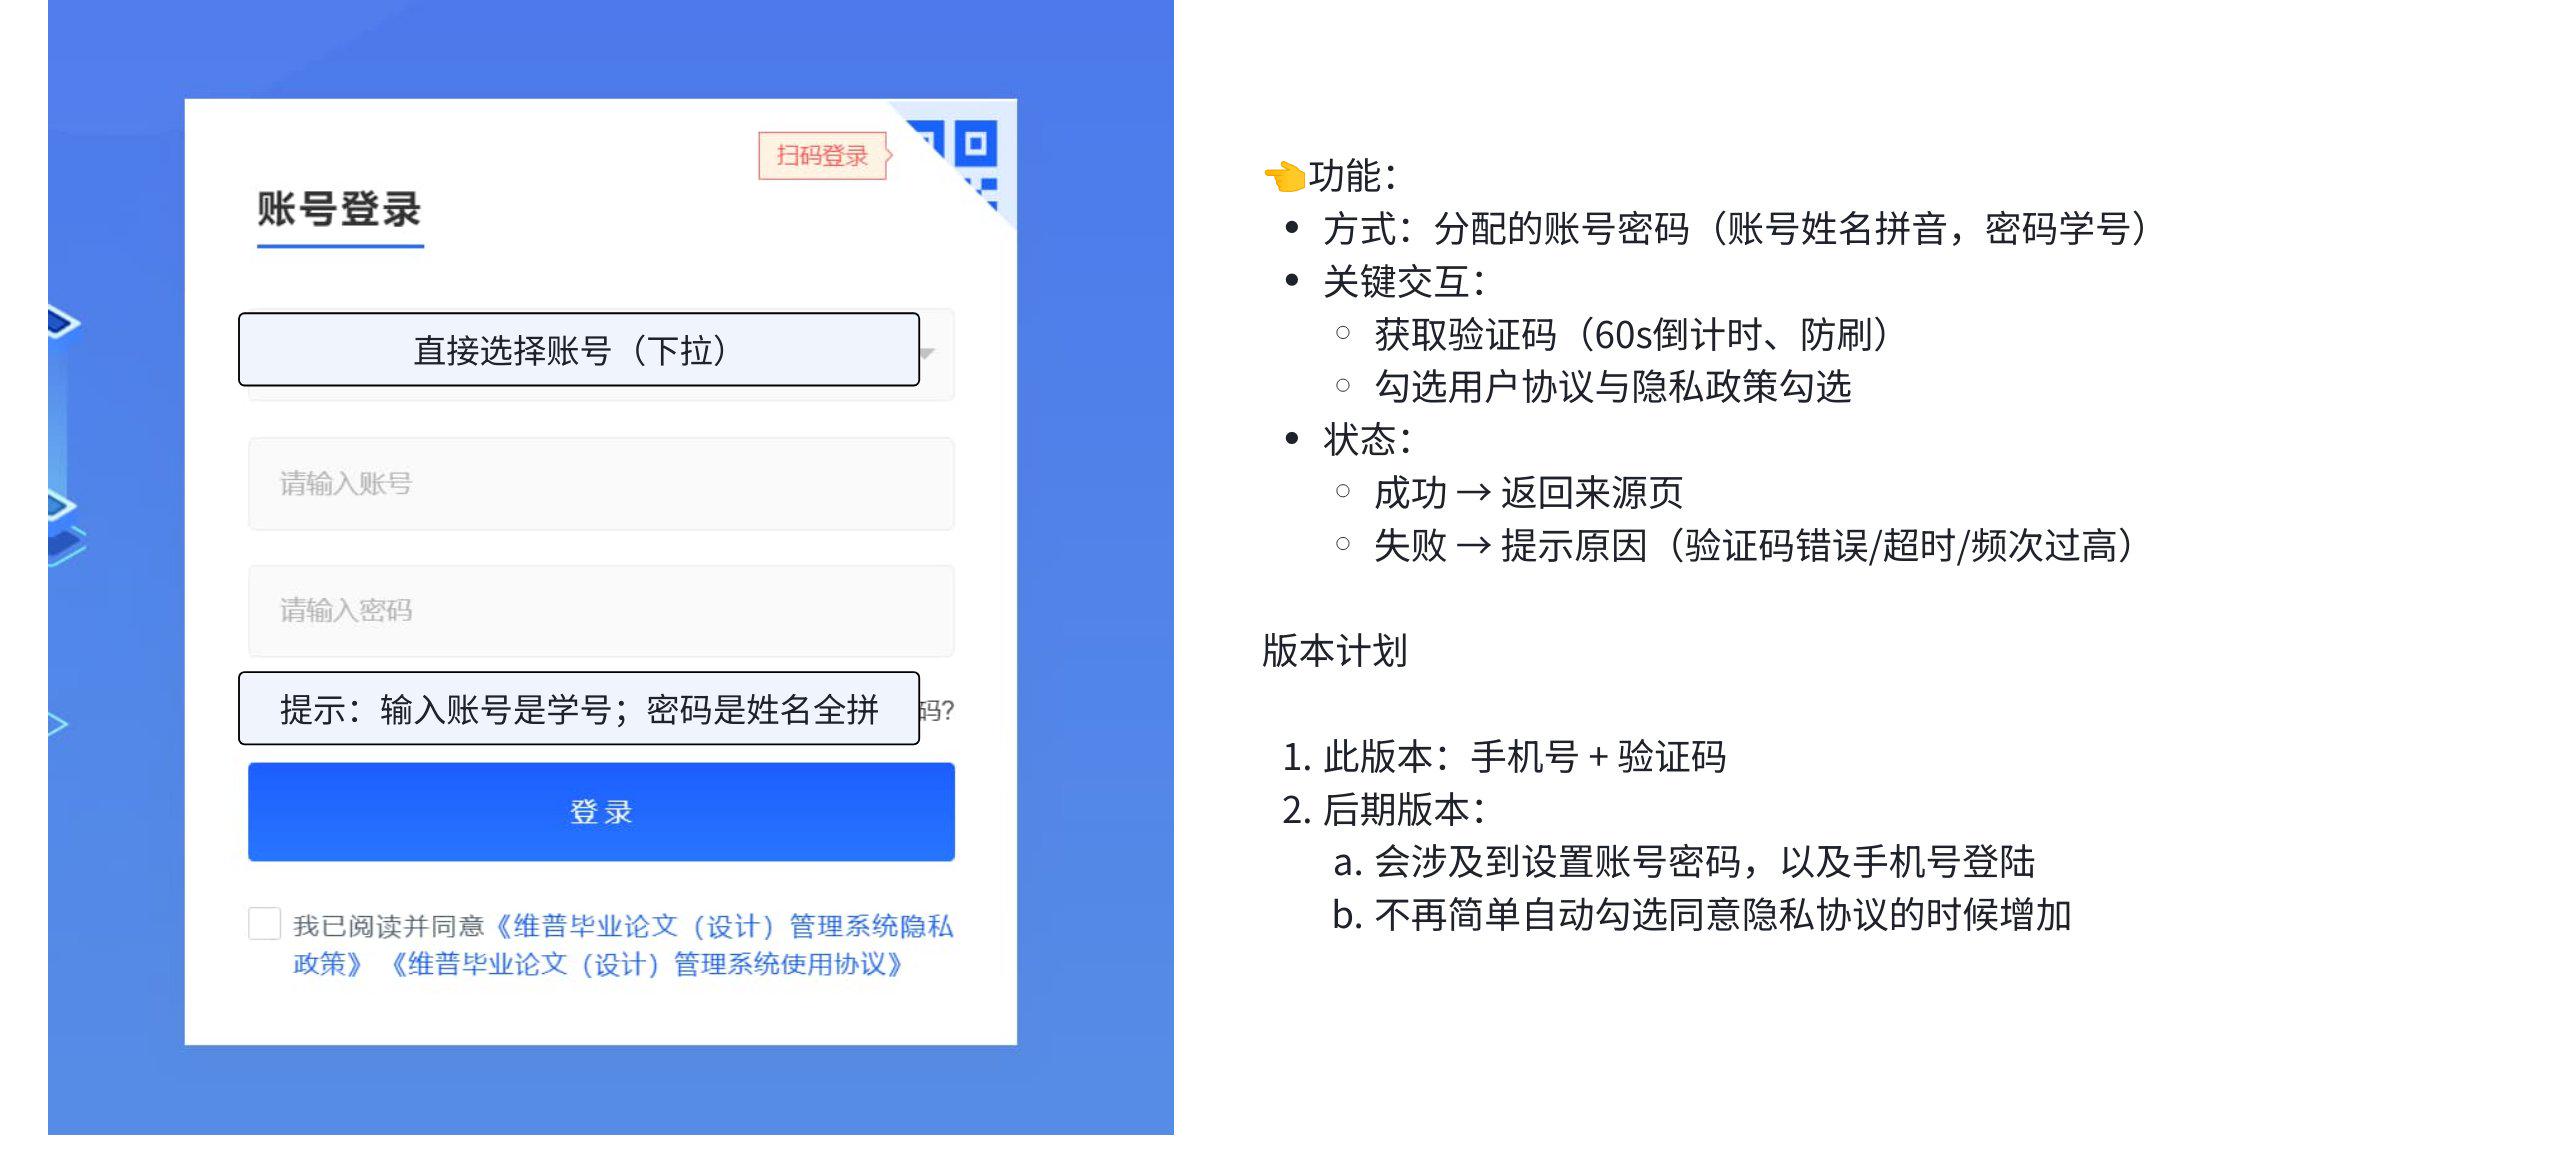 扫码登录
账号登录
直接选择账号（下拉）
请输入账号
请输入密码
提示：输入账号是学号；密码是姓名全拼
码?
登录
我已阅读并同意《维普毕业论文（设计）管理系统隐私
政策》《维普毕业论文（设计）管理系统使用协议》
👈功能：
• 方式：分配的账号密码（账号姓名拼音，密码学号）
• 关键交互：
◦ 获取验证码（60s倒计时、防刷）
◦ 勾选用户协议与隐私政策勾选
• 状态：
◦ 成功 → 返回来源页
◦ 失败 → 提示原因（验证码错误/超时/频次过高）
版本计划
1. 此版本：手机号 + 验证码
2. 后期版本：
a. 会涉及到设置账号密码，以及手机号登陆
b. 不再简单自动勾选同意隐私协议的时候增加